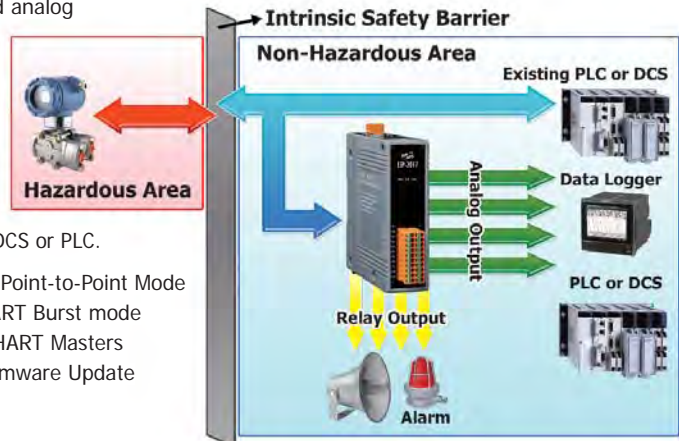 d analog
Intrinsic Safety Barrier
Non-Hazardous Area
Existing PLC or DCS
Hazardous Area
Analog Output
Data Logger
DCS or PLC.
PLC or DCS
Point-to-Point Mode
ART Burst mode
HART Masters
mware Update
Relay Output
Alarm